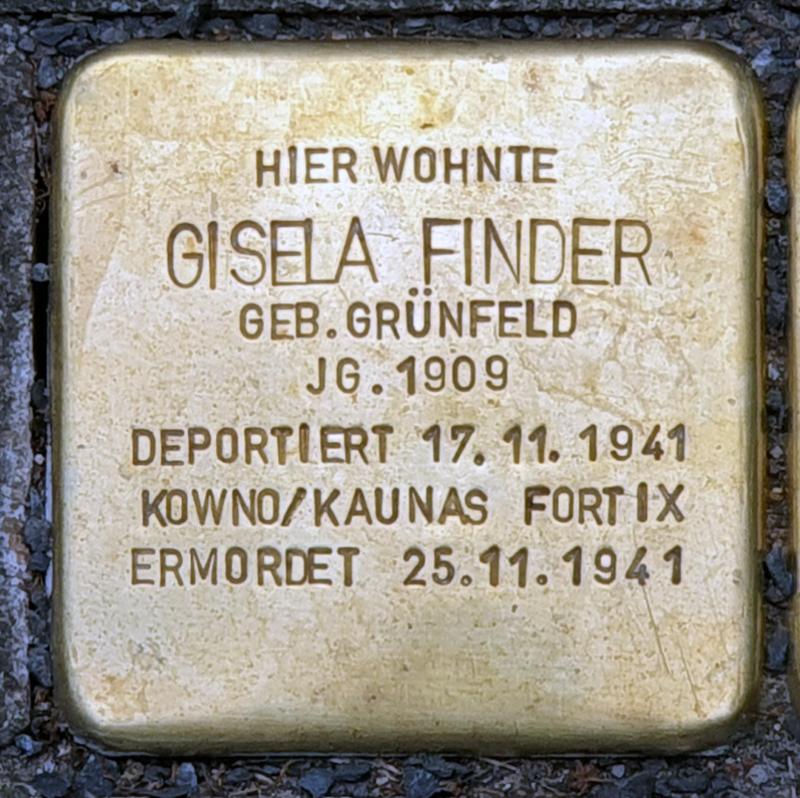 HIER WOHNTE
GISELA FINDER
GEB. GRÜNFELD
JG. 1909
DEPORTIERT 17. 11. 1941
KOWNO/KAUNAS FORT IX
ERMORDET 25.11.1941